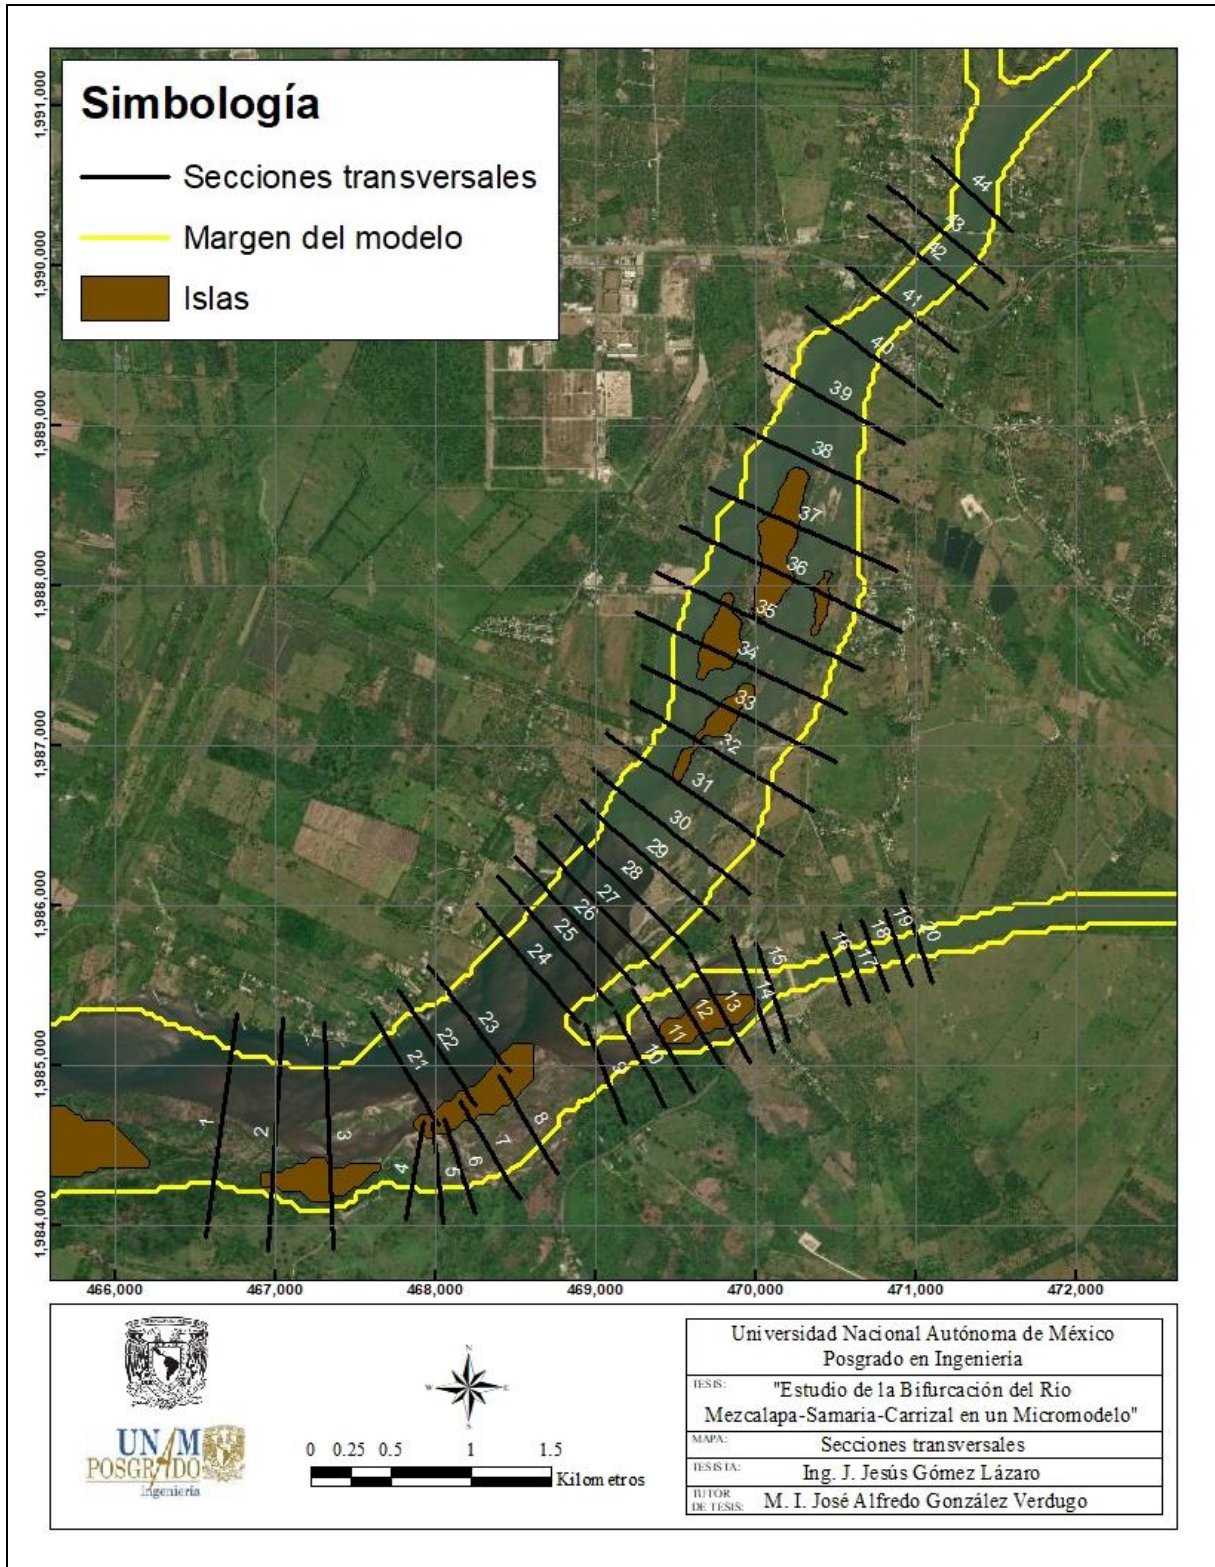 Simbología
Secciones transversales
Margen del modelo
Islas
1,991,000
1,990,000
1,989,000
1,988,000
1,987,000
1,986,000
1,985,000
1,984,000
44
43
42
41
40
39
38
37
36
35
34
33
32
31
30
29
28
27
26
25
24
23
22
21
20
19
18
17
16
15
14
13
12
11
10
9
8
7
6
5
4
3
2
1
466,000
467,000
468,000
469,000
470,000
471,000
472,000
N
W
E
S
UNAM
POSGRADO
Ingeniería
0 0.25 0.5 1 1.5
Kílometros
Universidad Nacional Autónoma de México
Posgrado en Ingeniería
TESIS: "Estudio de la Bifurcación del Rio
Mezcalapa-Samaria-Carrizal en un Micromodelo"
MAPA: Secciones transversales
TESISTA: Ing. J. Jesús Gómez Lázaro
TUTOR
DE TESIS: M. I. José Alfredo González Verdugo